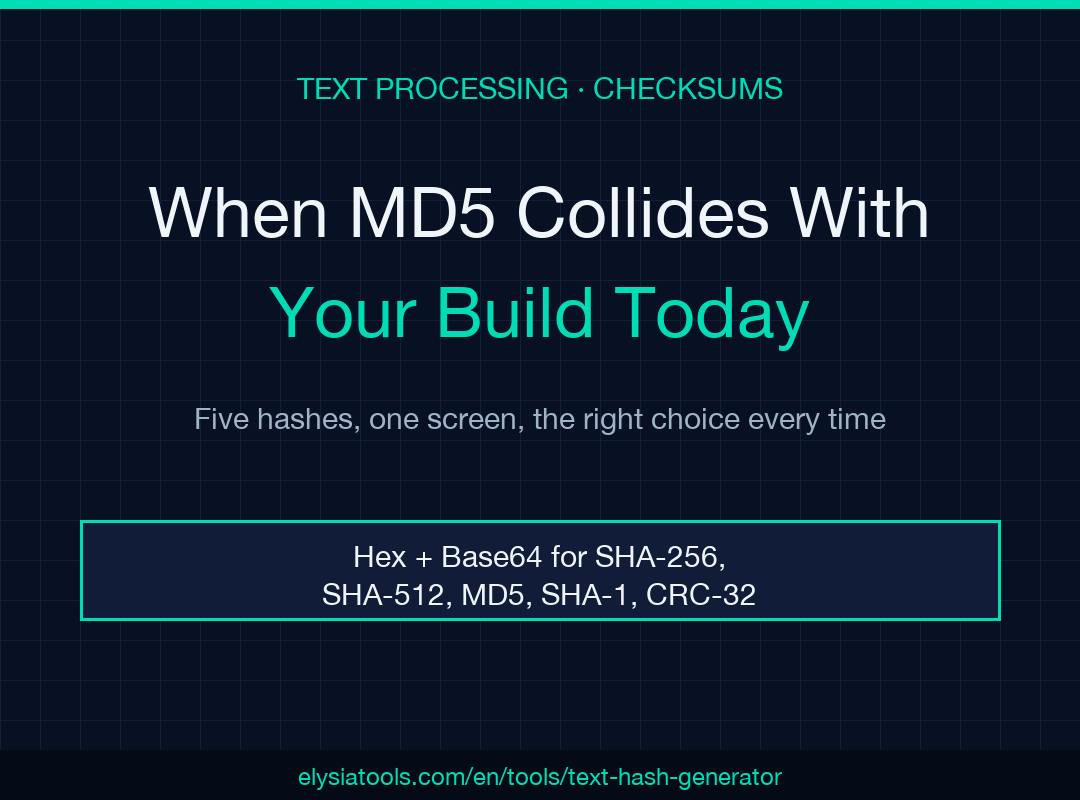 TEXT PROCESSING · CHECKSUMS
When MD5 Collides With
Your Build Today
Five hashes, one screen, the right choice every time
Hex + Base64 for SHA-256,
SHA-512, MD5, SHA-1, CRC-32
elysiatools.com/en/tools/text-hash-generator